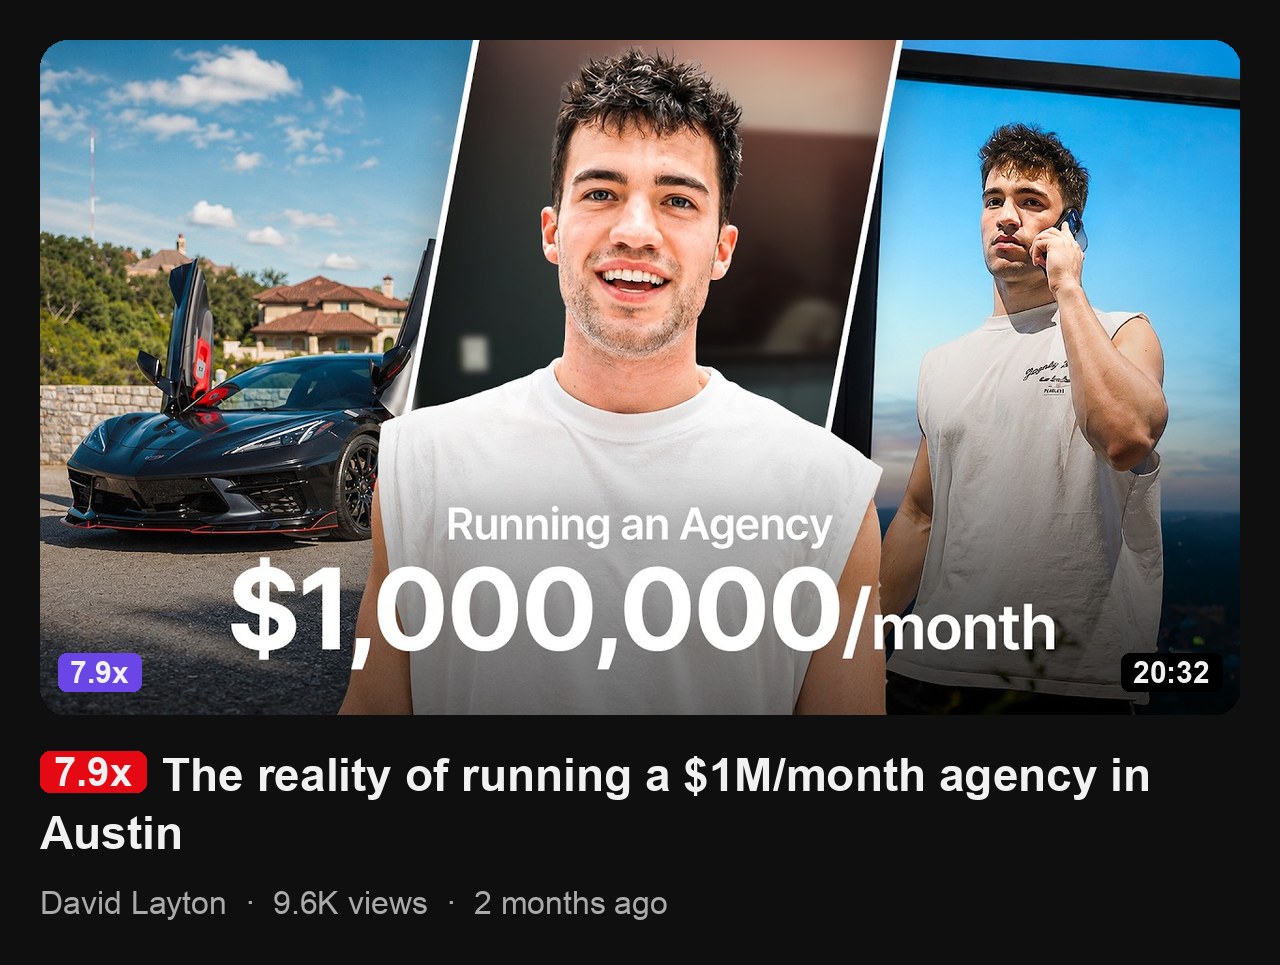 Running an Agency
$1,000,000/month
7.9x
20:32
7.9x The reality of running a $1M/month agency in
Austin
David Layton · 9.6K views · 2 months ago